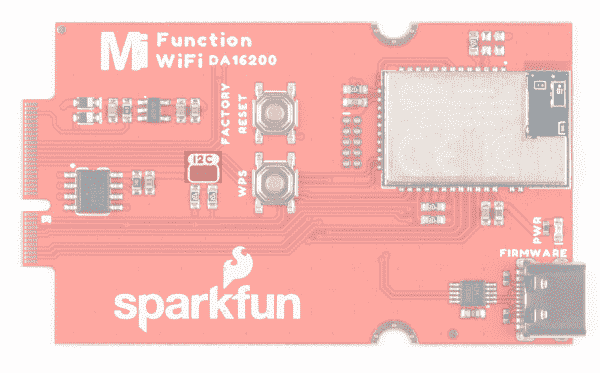 Mi Function
WiFi DA16200
FACTORY
RESET
I2C
WPS
PWR
FIRMWARE
sparkfun